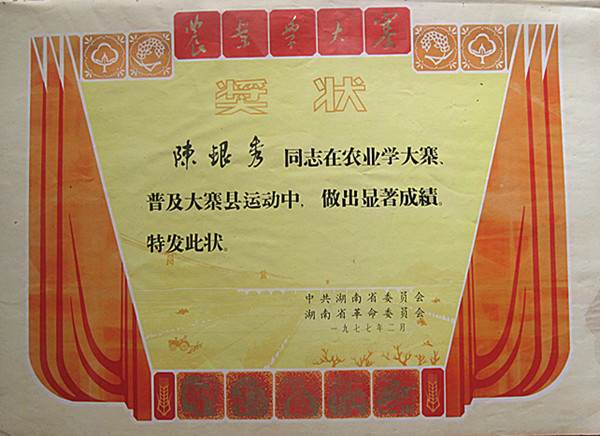 农业学大寨
奖状
陈银秀 同志在农业学大寨、
普及大寨县运动中，做出显著成績。
特发此状。
中共湖南省委员会
湖南省革命委员会
一九七七年二月